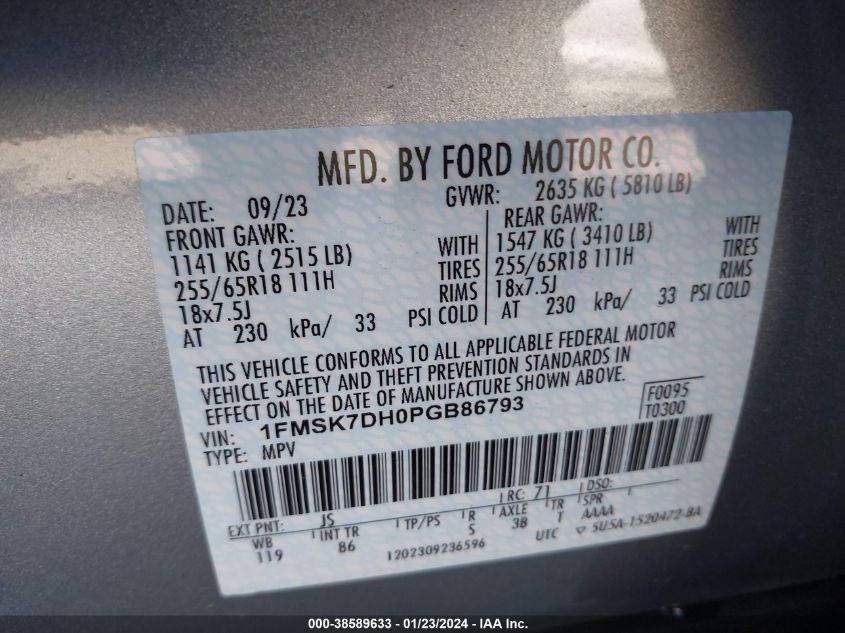 MFD. BY FORD MOTOR CO.
DATE: 09/23 GVWR: 2635 KG ( 5810 LB)
FRONT GAWR: REAR GAWR:
1141 KG ( 2515 LB) WITH 1547 KG ( 3410 LB) WITH
255/65R18 111H TIRES 255/65R18 111H TIRES
18x7.5J RIMS 18x7.5J RIMS
AT 230 kPa/ 33 PSI COLD AT 230 kPa/ 33 PSI COLD
THIS VEHICLE CONFORMS TO ALL APPLICABLE FEDERAL MOTOR
VEHICLE SAFETY AND THEFT PREVENTION STANDARDS IN
EFFECT ON THE DATE OF MANUFACTURE SHOWN ABOVE.
VIN: 1FMSK7DH0PGB86793 F0095
TYPE: MPV T0300
EXT PNT: JS RC: 71 DSO:
WB INT TR TP/PS R AXLE TR SPR
119 86 S 3B T AAAA
1202309236596 UTC ▽ 5U5A-1520472-BA
000-38589633 - 01/23/2024 - IAA Inc.